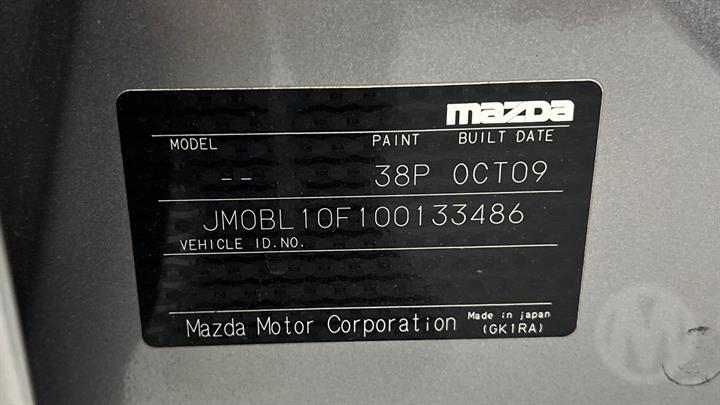 mazda
MODEL PAINT BUILT DATE
-- 38P OCT09
JM0BL10F100133486
VEHICLE ID.NO.
Mazda Motor Corporation Made in japan
(GK1RA)